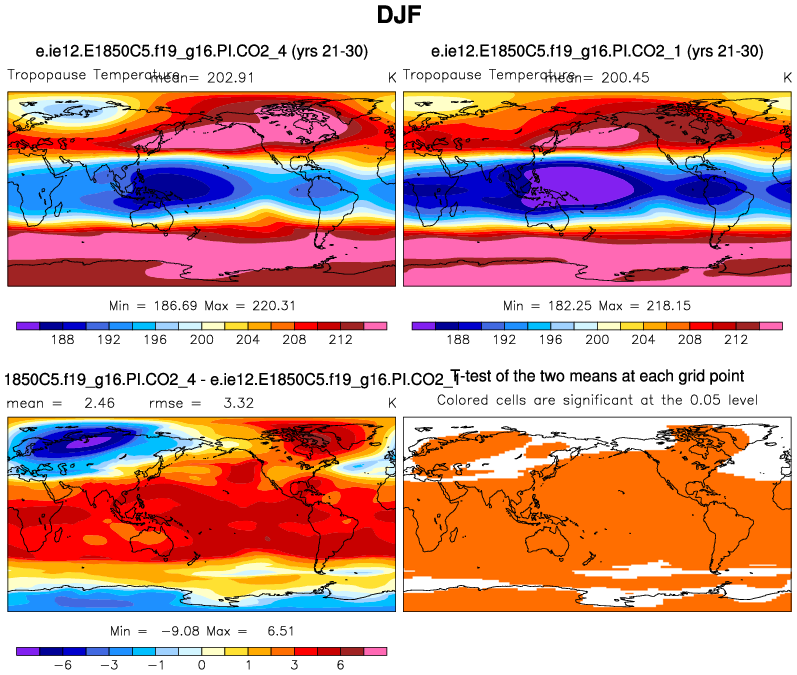 DJF
e.ie12.E1850C5.f19_g16.PI.CO2_4 (yrs 21-30)
Tropopause Temperature mean= 202.91 K
e.ie12.E1850C5.f19_g16.PI.CO2_1 (yrs 21-30)
Tropopause Temperature mean= 200.45 K
Min = 186.69 Max = 220.31
188 192 196 200 204 208 212
Min = 182.25 Max = 218.15
188 192 196 200 204 208 212
1850C5.f19_g16.PI.CO2_4 - e.ie12.E1850C5.f19_g16.PI.CO2_1
mean = 2.46 rmse = 3.32 K
T-test of the two means at each grid point
Colored cells are significant at the 0.05 level
Min = -9.08 Max = 6.51
-6 -3 -1 0 1 3 6